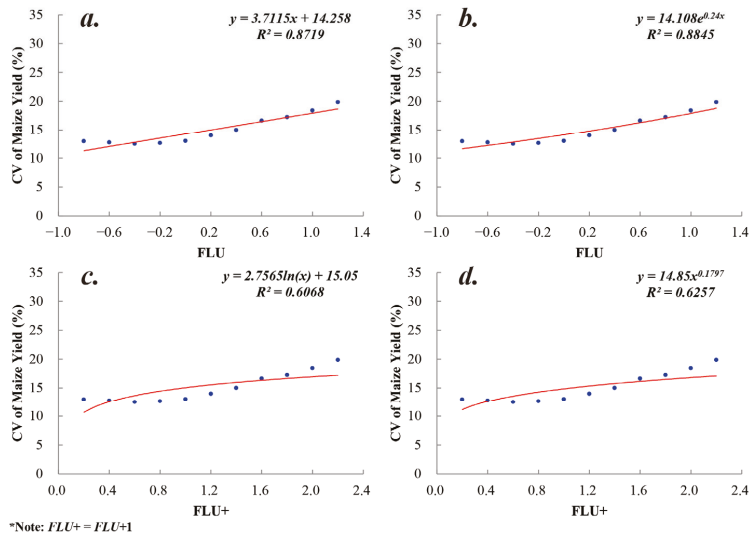 a.
y = 3.7115x + 14.258
R² = 0.8719
CV of Maize Yield (%)
35
30
25
20
15
10
5
0
−1.0 −0.6 −0.2 0.2 0.6 1.0 1.4
FLU
b.
y = 14.108e^0.24x
R² = 0.8845
CV of Maize Yield (%)
35
30
25
20
15
10
5
0
−1.0 −0.6 −0.2 0.2 0.6 1.0 1.4
FLU
c.
y = 2.7565ln(x) + 15.05
R² = 0.6068
CV of Maize Yield (%)
35
30
25
20
15
10
5
0
0.0 0.4 0.8 1.2 1.6 2.0 2.4
FLU+
d.
y = 14.85x^0.1797
R² = 0.6257
CV of Maize Yield (%)
35
30
25
20
15
10
5
0
0.0 0.4 0.8 1.2 1.6 2.0 2.4
FLU+
*Note: FLU+ = FLU+1